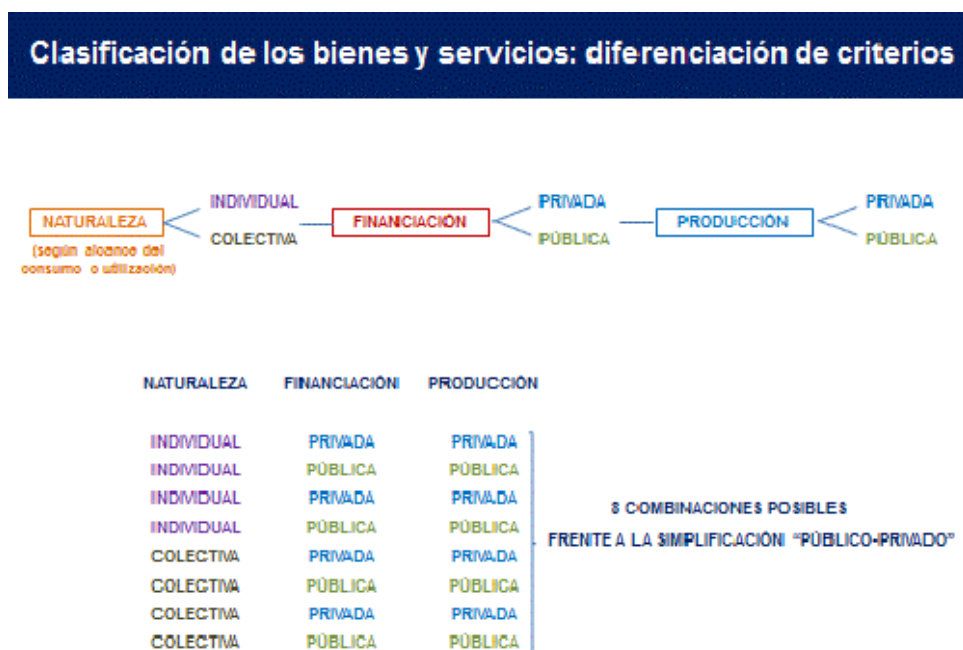 Clasificación de los bienes y servicios: diferenciación de criterios
INDIVIDUAL
PRIVADA
PRIVADA
NATURALEZA
FINANCIACIÓN
PRODUCCIÓN
COLECTIVA
PÚBLICA
PÚBLICA
(según alcance del
consumo o utilización)
NATURALEZA FINANCIACIÓN PRODUCCIÓN
INDIVIDUAL PRIVADA PRIVADA
INDIVIDUAL PÚBLICA PÚBLICA
INDIVIDUAL PRIVADA PRIVADA
INDIVIDUAL PÚBLICA PÚBLICA
COLECTIVA PRIVADA PRIVADA
COLECTIVA PÚBLICA PÚBLICA
COLECTIVA PRIVADA PRIVADA
COLECTIVA PÚBLICA PÚBLICA
8 COMBINACIONES POSIBLES
FRENTE A LA SIMPLIFICACIÓN “PÚBLICO-PRIVADO”